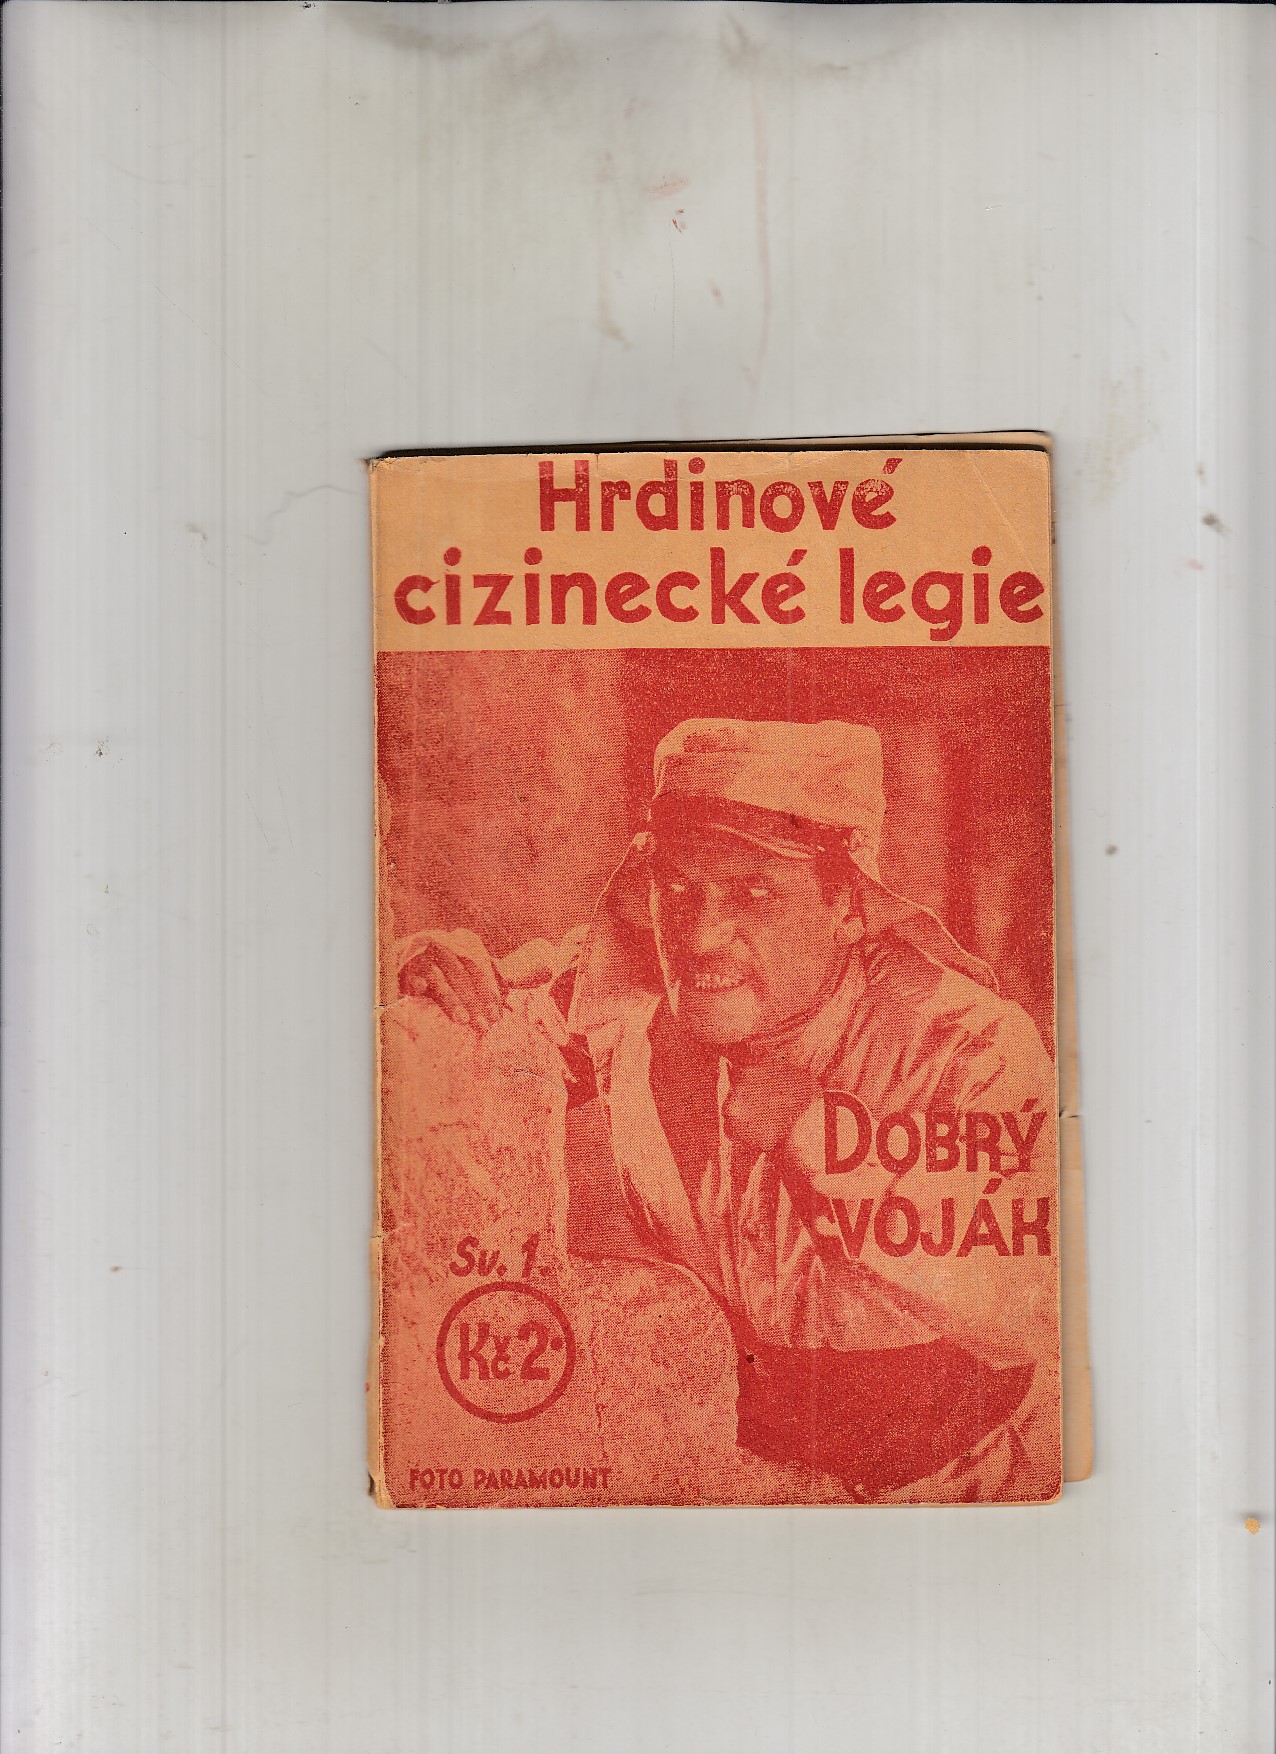 Hrdinové
cizinecké legie
DOBRÝ
VOJÁK
Sv. 1.
Kč 2·
FOTO PARAMOUNT